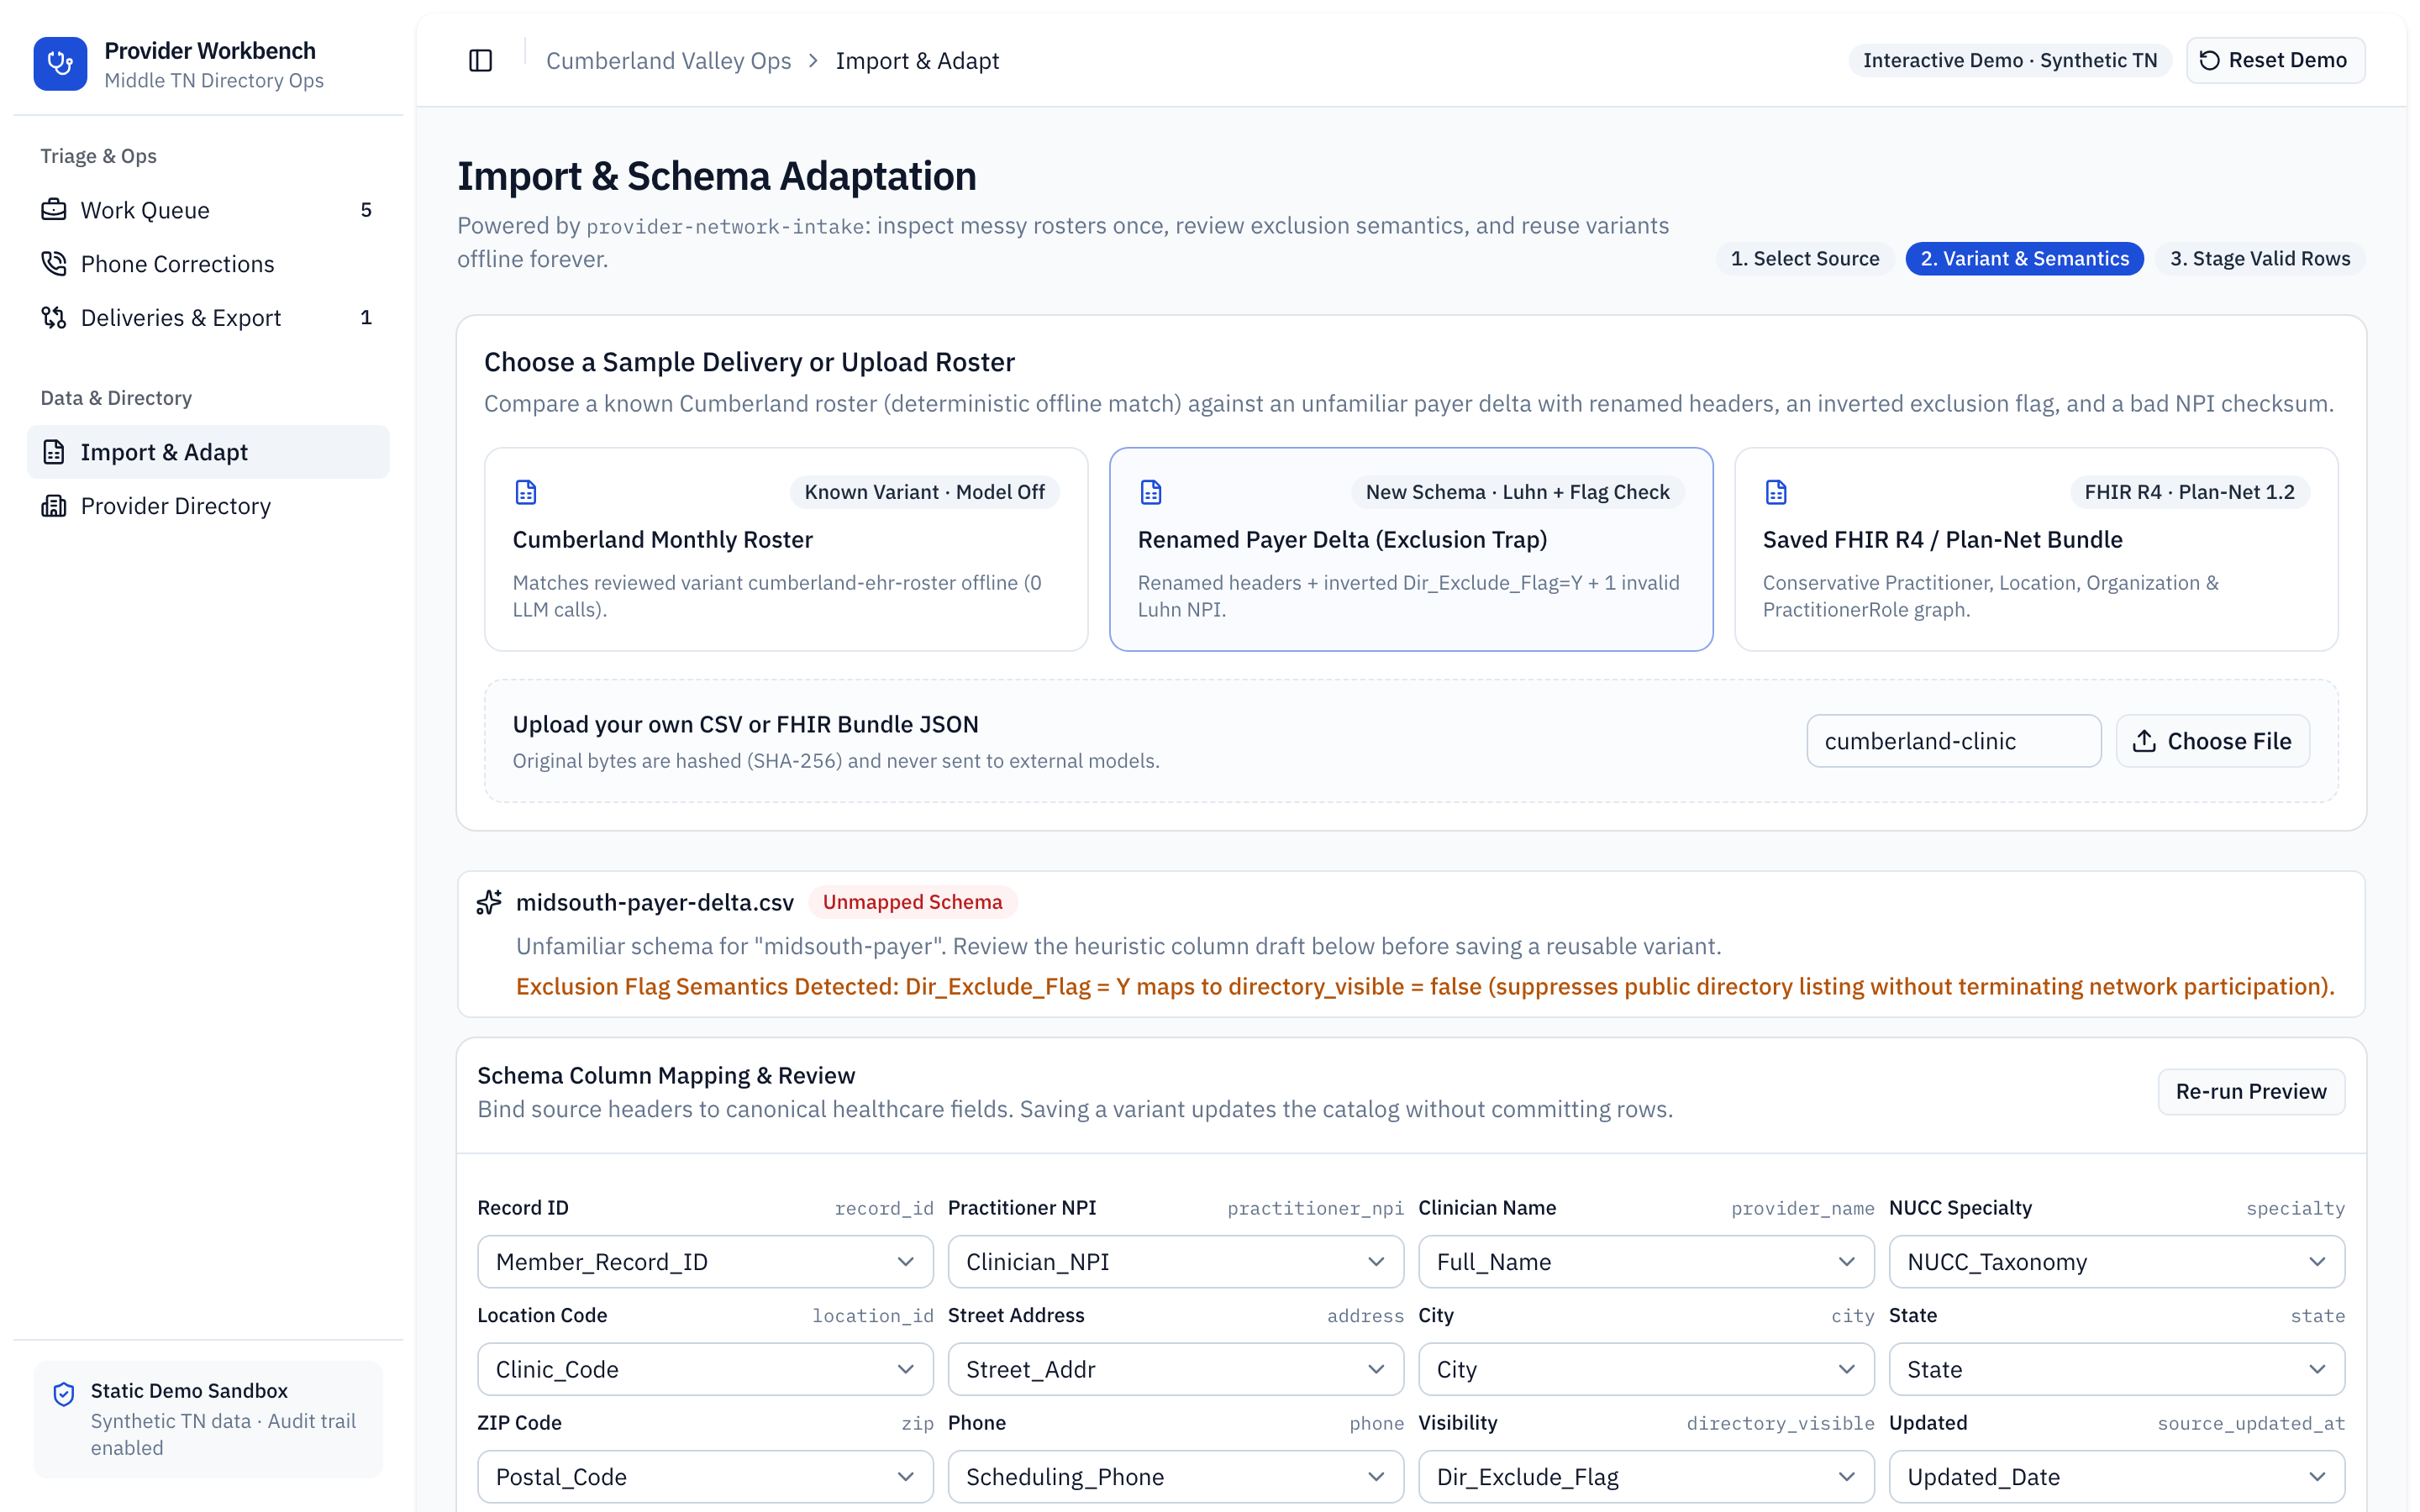 Provider Workbench
Middle TN Directory Ops
Triage & Ops
Work Queue 5
Phone Corrections
Deliveries & Export 1
Data & Directory
Import & Adapt
Provider Directory
Static Demo Sandbox
Synthetic TN data · Audit trail
enabled
Cumberland Valley Ops > Import & Adapt
Interactive Demo · Synthetic TN
Reset Demo
Import & Schema Adaptation
Powered by provider-network-intake: inspect messy rosters once, review exclusion semantics, and reuse variants
offline forever.
1. Select Source
2. Variant & Semantics
3. Stage Valid Rows
Choose a Sample Delivery or Upload Roster
Compare a known Cumberland roster (deterministic offline match) against an unfamiliar payer delta with renamed headers, an inverted exclusion flag, and a bad NPI checksum.
Known Variant · Model Off
Cumberland Monthly Roster
Matches reviewed variant cumberland-ehr-roster offline (0
LLM calls).
New Schema · Luhn + Flag Check
Renamed Payer Delta (Exclusion Trap)
Renamed headers + inverted Dir_Exclude_Flag=Y + 1 invalid
Luhn NPI.
FHIR R4 · Plan-Net 1.2
Saved FHIR R4 / Plan-Net Bundle
Conservative Practitioner, Location, Organization &
PractitionerRole graph.
Upload your own CSV or FHIR Bundle JSON
Original bytes are hashed (SHA-256) and never sent to external models.
cumberland-clinic
Choose File
midsouth-payer-delta.csv Unmapped Schema
Unfamiliar schema for "midsouth-payer". Review the heuristic column draft below before saving a reusable variant.
Exclusion Flag Semantics Detected: Dir_Exclude_Flag = Y maps to directory_visible = false (suppresses public directory listing without terminating network participation).
Schema Column Mapping & Review
Bind source headers to canonical healthcare fields. Saving a variant updates the catalog without committing rows.
Re-run Preview
Record ID record_id
Member_Record_ID
Practitioner NPI practitioner_npi
Clinician_NPI
Clinician Name provider_name
Full_Name
NUCC Specialty specialty
NUCC_Taxonomy
Location Code location_id
Clinic_Code
Street Address address
Street_Addr
City city
City
State state
State
ZIP Code zip
Postal_Code
Phone phone
Scheduling_Phone
Visibility directory_visible
Dir_Exclude_Flag
Updated source_updated_at
Updated_Date